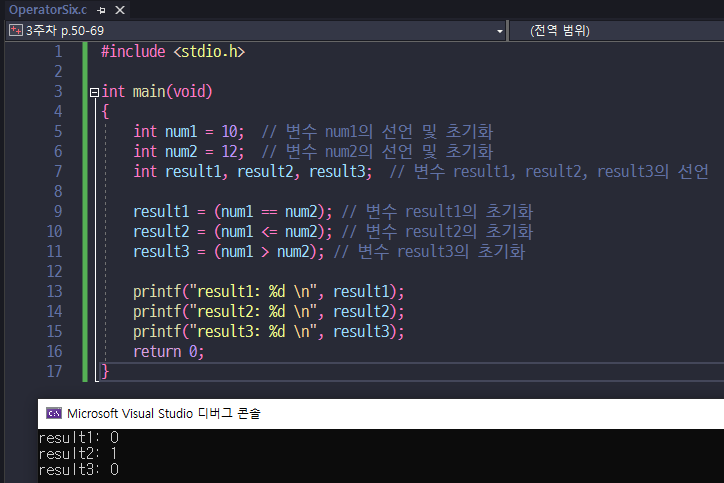 OperatorSix.c
3주차 p.50-69 (전역 범위)
1 #include <stdio.h>
2
3 int main(void)
4 {
5 int num1 = 10; // 변수 num1의 선언 및 초기화
6 int num2 = 12; // 변수 num2의 선언 및 초기화
7 int result1, result2, result3; // 변수 result1, result2, result3의 선언
8
9 result1 = (num1 == num2); // 변수 result1의 초기화
10 result2 = (num1 <= num2); // 변수 result2의 초기화
11 result3 = (num1 > num2); // 변수 result3의 초기화
12
13 printf("result1: %d \n", result1);
14 printf("result2: %d \n", result2);
15 printf("result3: %d \n", result3);
16 return 0;
17 }
Microsoft Visual Studio 디버그 콘솔
result1: 0
result2: 1
result3: 0